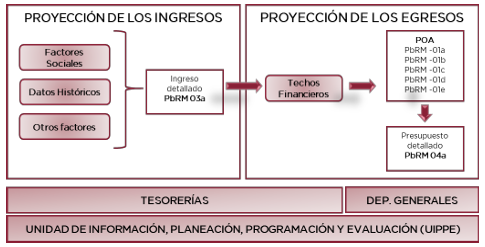 PROYECCIÓN DE LOS INGRESOS
Factores
Sociales
Datos Históricos
Otros factores
Ingreso
detallado
PbRM 03a
PROYECCIÓN DE LOS EGRESOS
Techos
Financieros
POA
PbRM -01a
PbRM -01b
PbRM -01c
PbRM -01d
PbRM -01e
Presupuesto
detallado
PbRM 04a
TESORERÍAS
DEP. GENERALES
UNIDAD DE INFORMACIÓN, PLANEACIÓN, PROGRAMACIÓN Y EVALUACIÓN (UIPPE)